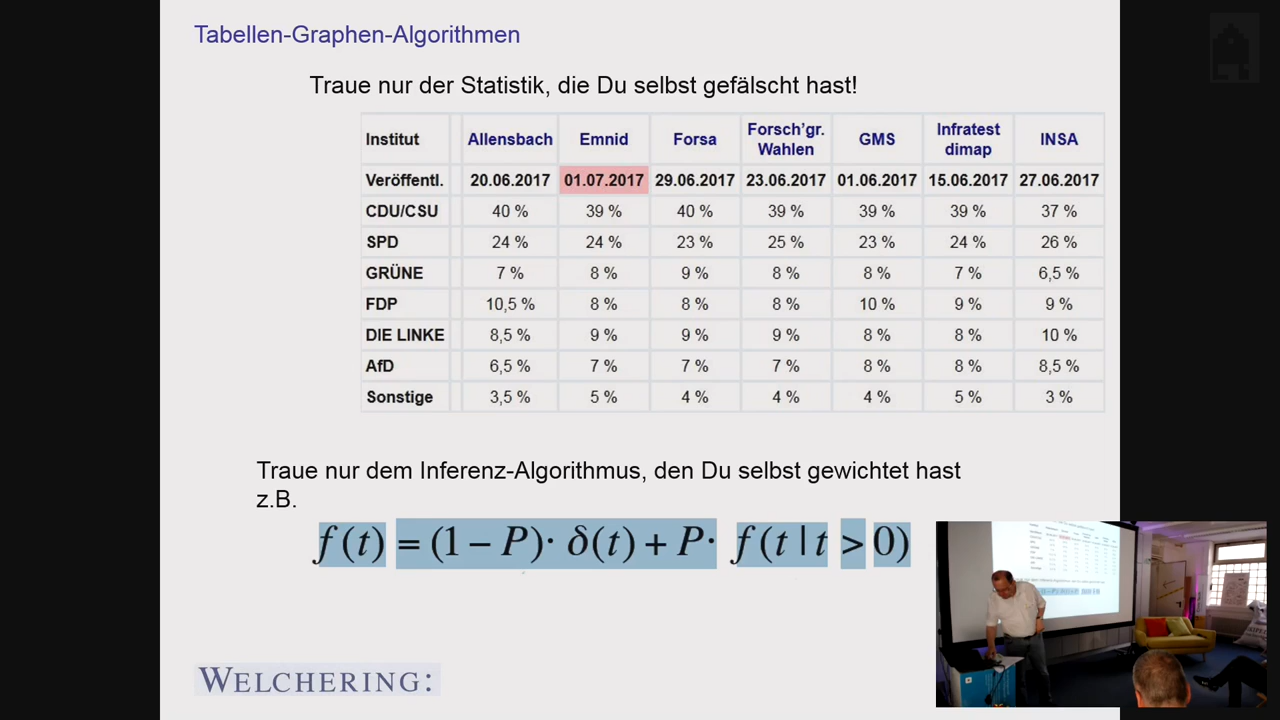 Tabellen-Graphen-Algorithmen
Traue nur der Statistik, die Du selbst gefälscht hast!
Institut Allensbach Emnid Forsa Forsch'gr. Wahlen GMS Infratest dimap INSA
Veröffentl. 20.06.2017 01.07.2017 29.06.2017 23.06.2017 01.06.2017 15.06.2017 27.06.2017
CDU/CSU 40 % 39 % 40 % 39 % 39 % 39 % 37 %
SPD 24 % 24 % 23 % 25 % 23 % 24 % 26 %
GRÜNE 7 % 8 % 9 % 8 % 8 % 7 % 6,5 %
FDP 10,5 % 8 % 8 % 8 % 10 % 9 % 9 %
DIE LINKE 8,5 % 9 % 9 % 9 % 8 % 8 % 10 %
AfD 6,5 % 7 % 7 % 7 % 8 % 8 % 8,5 %
Sonstige 3,5 % 5 % 4 % 4 % 4 % 5 % 3 %
Traue nur dem Inferenz-Algorithmus, den Du selbst gewichtet hast
z.B.
f(t) = (1 − P)· δ(t) + P· f(t | t > 0)
WELCHERING: